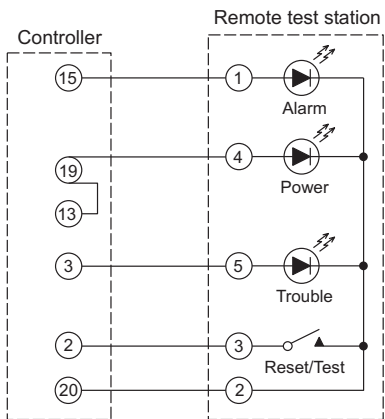 Remote test station
Controller
15
1
Alarm
19
4
Power
13
3
5
Trouble
2
3
Reset/Test
20
2